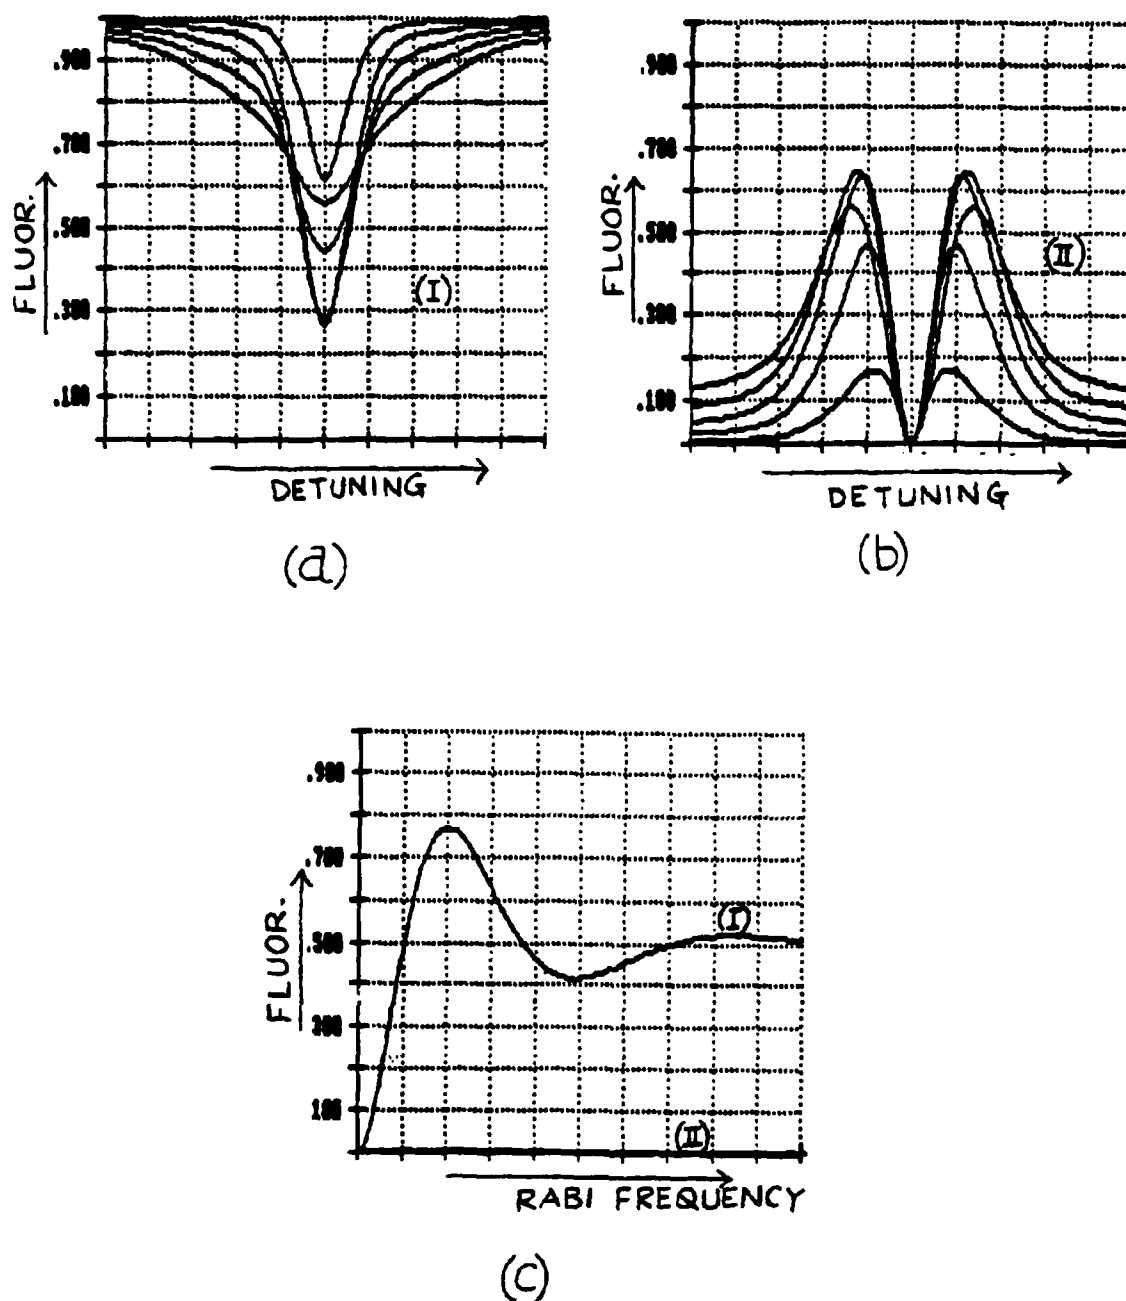 .900
.700
.500
.300
.100
FLUOR.
(I)
DETUNING
(a)
.900
.700
.500
.300
.100
FLUOR.
(II)
DETUNING
(b)
.900
.700
.500
.300
100
FLUOR.
(I)
(II)
RABI FREQUENCY
(c)